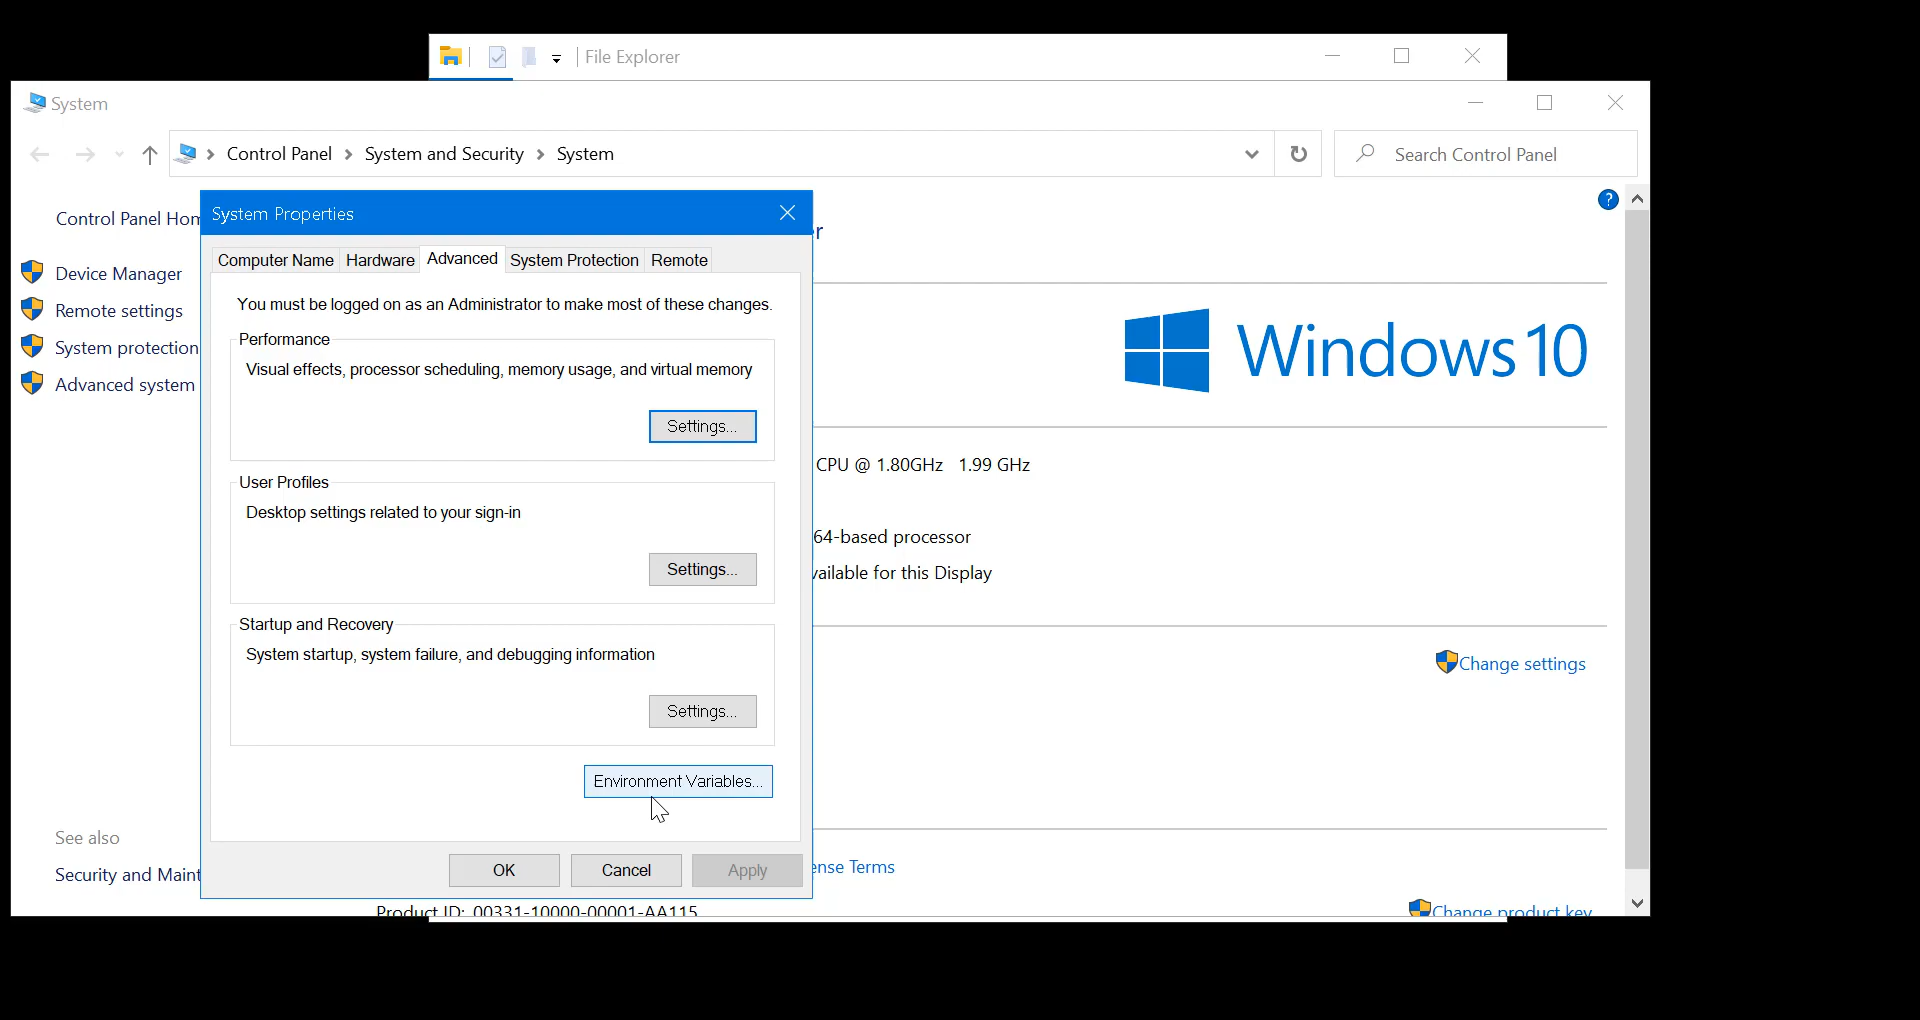 File Explorer
System
Control Panel > System and Security > System
Search Control Panel
Control Panel Hom
Device Manager
Remote settings
System protection
Advanced system
See also
Security and Maint
System Properties
Computer Name Hardware Advanced System Protection Remote
You must be logged on as an Administrator to make most of these changes.
Performance
Visual effects, processor scheduling, memory usage, and virtual memory
Settings...
User Profiles
Desktop settings related to your sign-in
Settings...
Startup and Recovery
System startup, system failure, and debugging information
Settings...
Environment Variables...
OK Cancel Apply
r
Windows 10
CPU @ 1.80GHz 1.99 GHz
64-based processor
vailable for this Display
Change settings
ense Terms
Product ID: 00331-10000-00001-AA115
Change product key